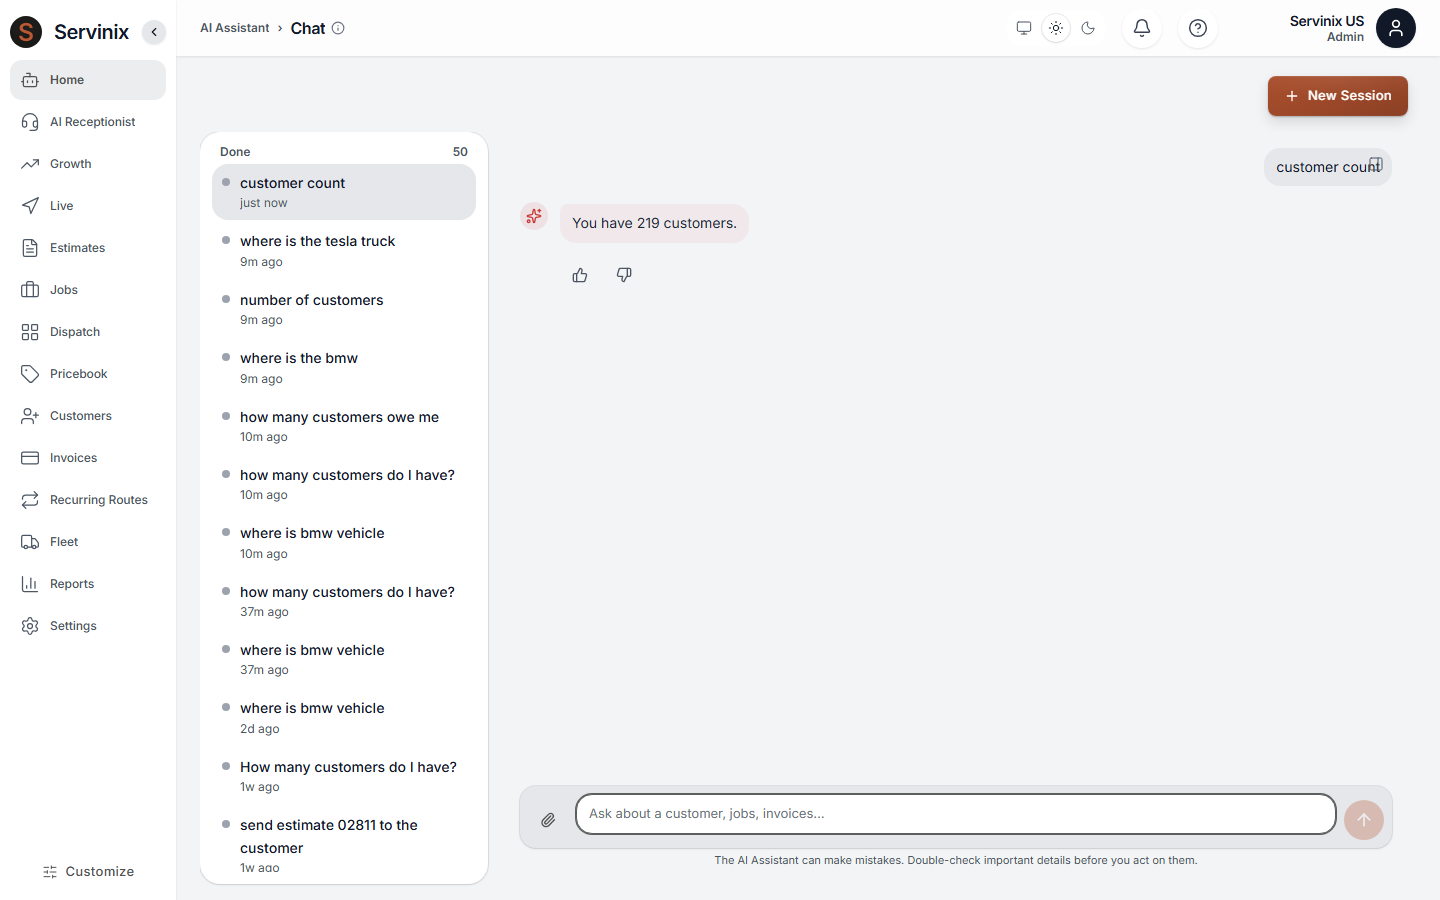 S Servinix
AI Assistant › Chat
Servinix US
Admin
Home
AI Receptionist
Growth
Live
Estimates
Jobs
Dispatch
Pricebook
Customers
Invoices
Recurring Routes
Fleet
Reports
Settings
Customize
+ New Session
Done 50
customer count
just now
where is the tesla truck
9m ago
number of customers
9m ago
where is the bmw
9m ago
how many customers owe me
10m ago
how many customers do I have?
10m ago
where is bmw vehicle
10m ago
how many customers do I have?
37m ago
where is bmw vehicle
37m ago
where is bmw vehicle
2d ago
How many customers do I have?
1w ago
send estimate 02811 to the
customer
1w ago
customer count
You have 219 customers.
Ask about a customer, jobs, invoices...
The AI Assistant can make mistakes. Double-check important details before you act on them.